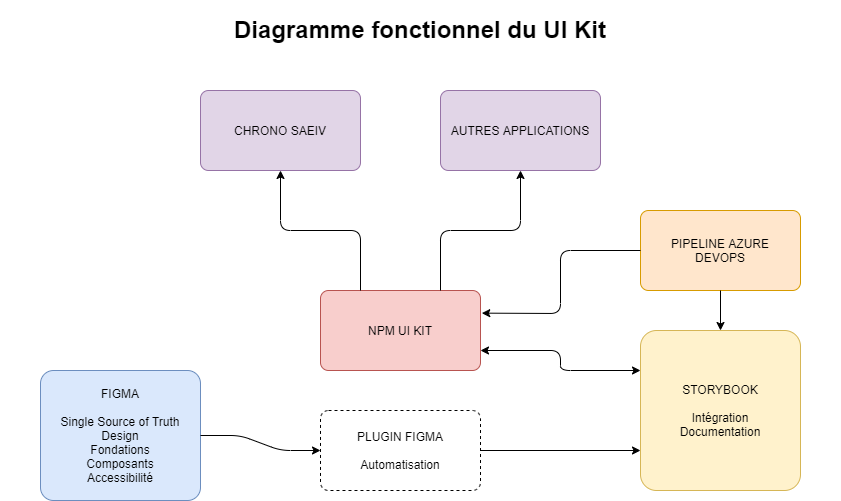 Diagramme fonctionnel du UI Kit
CHRONO SAEIV
AUTRES APPLICATIONS
PIPELINE AZURE
DEVOPS
NPM UI KIT
STORYBOOK
Intégration
Documentation
FIGMA
Single Source of Truth
Design
Fondations
Composants
Accessibilité
PLUGIN FIGMA
Automatisation